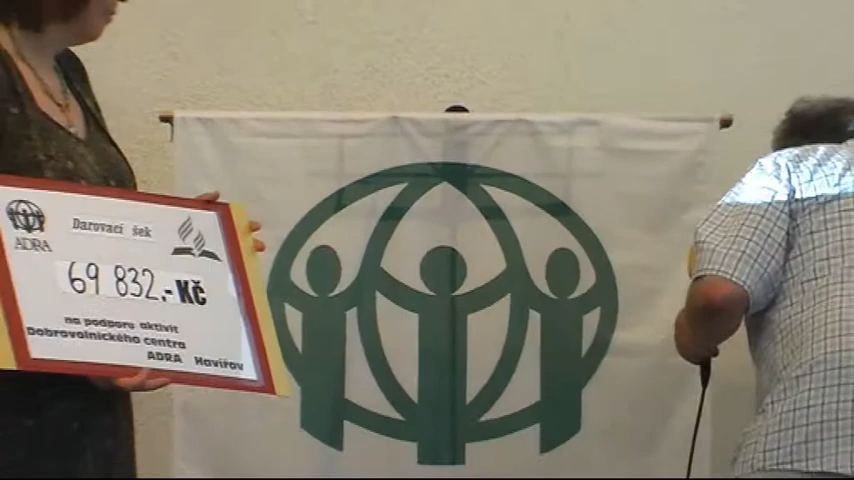 ADRA
Darovací šek
69 832.-Kč
na podporu aktivit
Dobrovolnického centra
ADRA Havířov